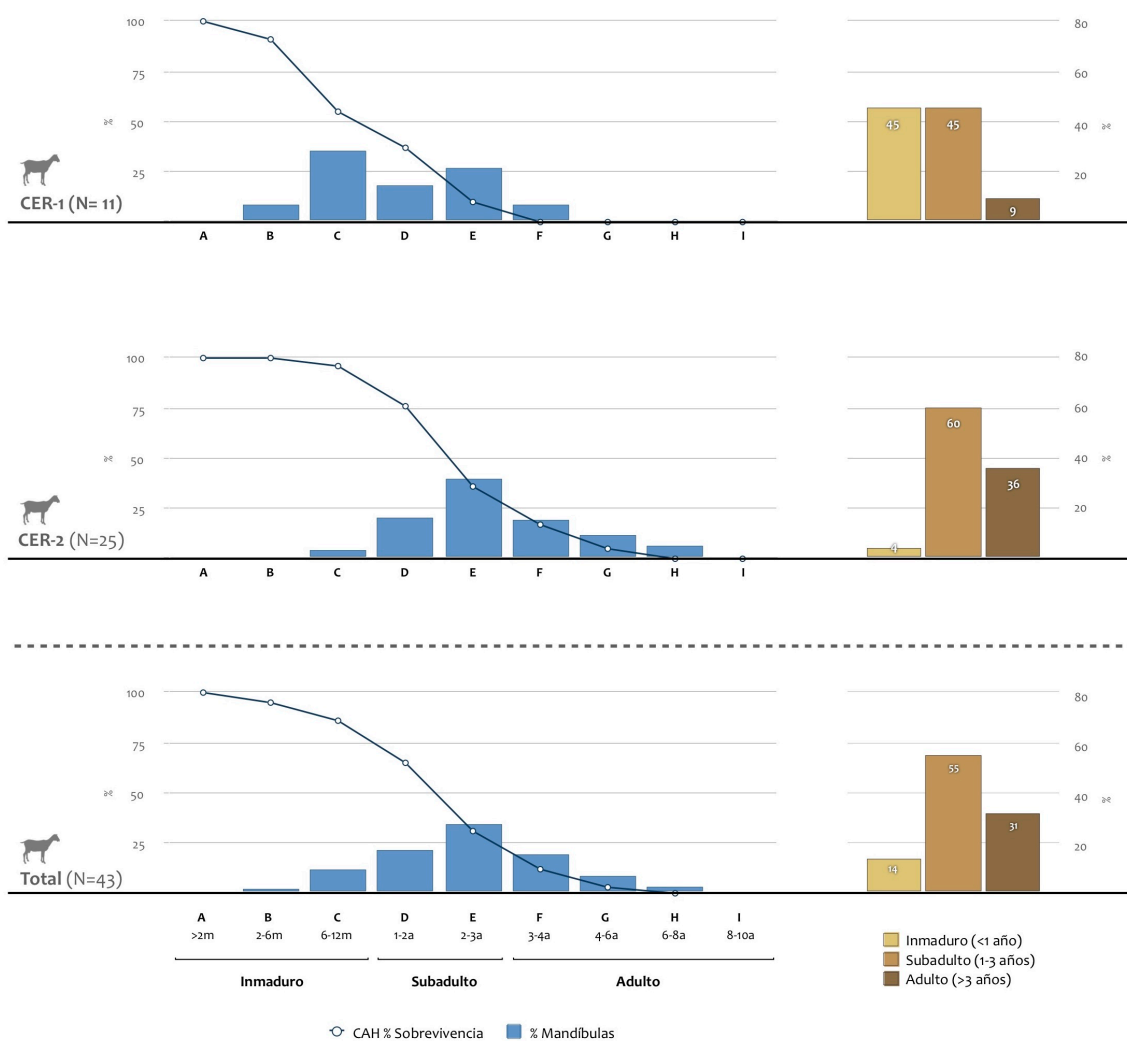 100
80
75
60
% 50
40 %
25
20
45
45
9
CER-1 (N= 11)
A B C D E F G H I
100
80
75
60
% 50
40 %
25
20
4
60
36
CER-2 (N=25)
A B C D E F G H I
100
80
75
60
% 50
40 %
25
20
14
55
31
Total (N=43)
A B C D E F G H I
>2m 2-6m 6-12m 1-2a 2-3a 3-4a 4-6a 6-8a 8-10a
Inmaduro Subadulto Adulto
Inmaduro (<1 año)
Subadulto (1-3 años)
Adulto (>3 años)
CAH % Sobrevivencia % Mandíbulas